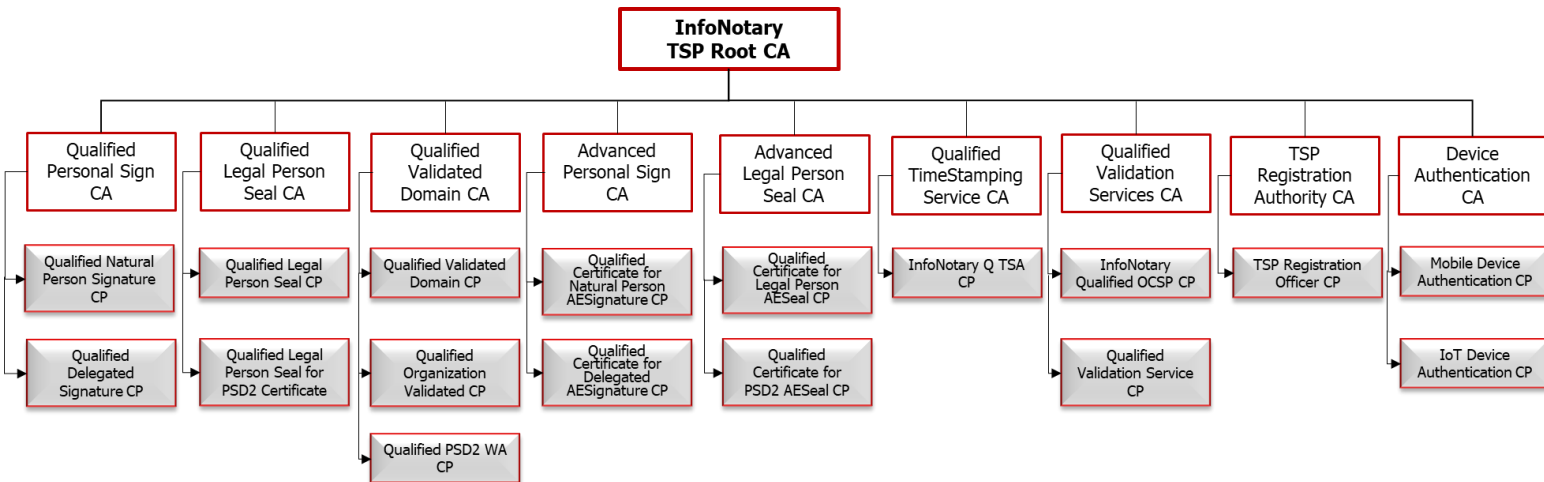 InfoNotary
TSP Root CA
Qualified
Personal Sign
CA
Qualified
Legal Person
Seal CA
Qualified
Validated
Domain CA
Advanced
Personal Sign
CA
Advanced
Legal Person
Seal CA
Qualified
TimeStamping
Service CA
Qualified
Validation
Services CA
TSP
Registration
Authority CA
Device
Authentication
CA
Qualified Natural
Person Signature
CP
Qualified Legal
Person Seal CP
Qualified Validated
Domain CP
Qualified
Certificate for
Natural Person
AESignature CP
Qualified
Certificate for
Legal Person
AESeal CP
InfoNotary Q TSA
CP
InfoNotary
Qualified OCSP CP
TSP Registration
Officer CP
Mobile Device
Authentication CP
Qualified
Delegated
Signature CP
Qualified Legal
Person Seal for
PSD2 Certificate
Qualified
Organization
Validated CP
Qualified
Certificate for
Delegated
AESignature CP
Qualified
Certificate for
PSD2 AESeal CP
Qualified
Validation Service
CP
IoT Device
Authentication CP
Qualified PSD2 WA
CP